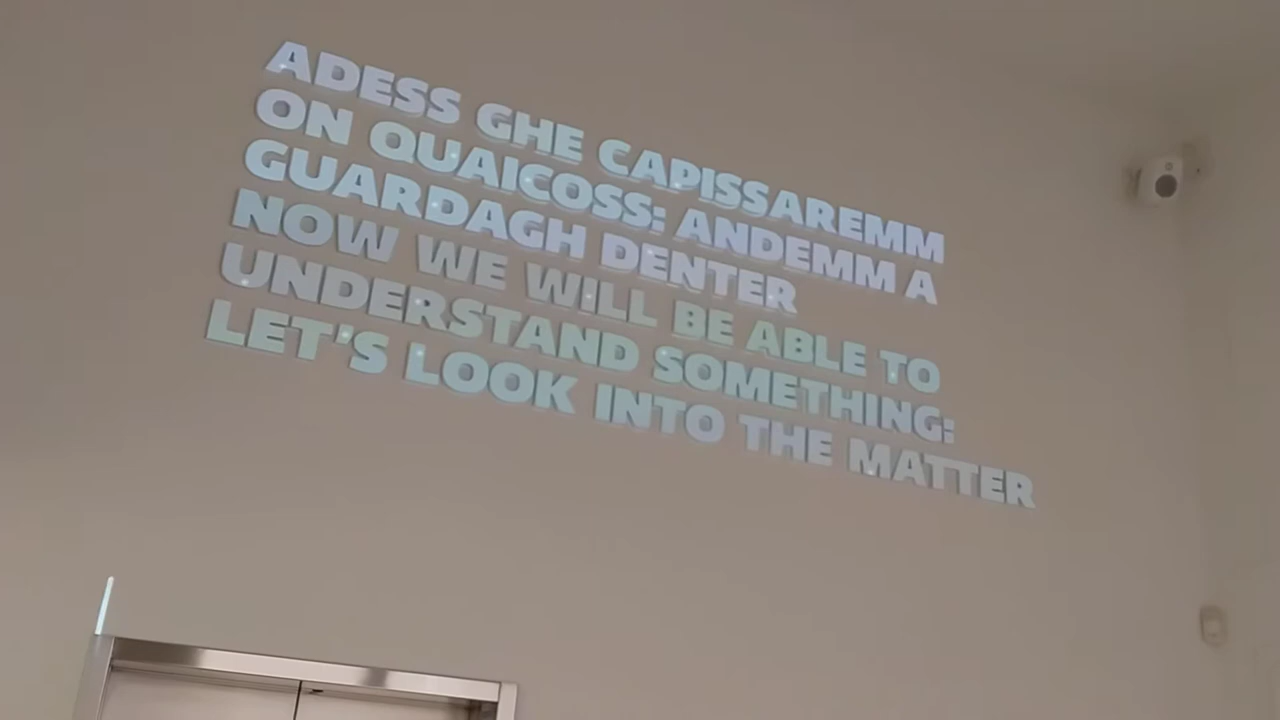 ADESS GHE CAPISSAREMM
ON QUAICOSS: ANDEMM A
GUARDAGH DENTER
NOW WE WILL BE ABLE TO
UNDERSTAND SOMETHING:
LET'S LOOK INTO THE MATTER